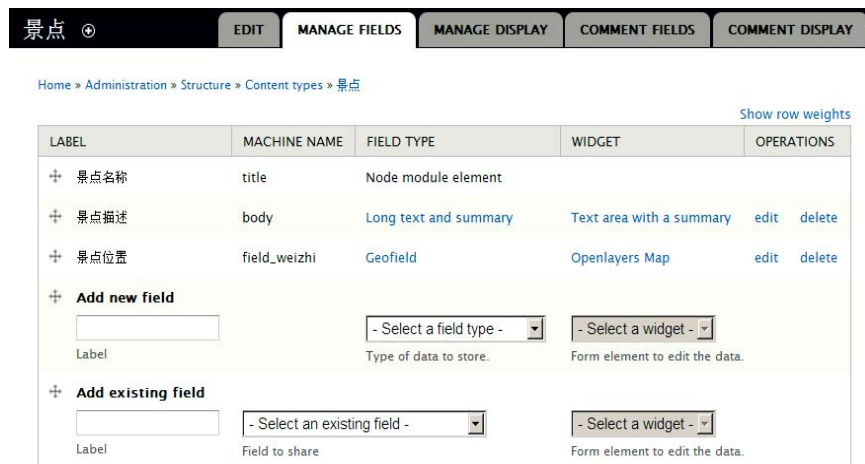 景点
EDIT MANAGE FIELDS MANAGE DISPLAY COMMENT FIELDS COMMENT DISPLAY
Home » Administration » Structure » Content types » 景点
Show row weights
LABEL MACHINE NAME FIELD TYPE WIDGET OPERATIONS
景点名称 title Node module element
景点描述 body Long text and summary Text area with a summary edit delete
景点位置 field_weizhi Geofield Openlayers Map edit delete
Add new field
- Select a field type - - Select a widget -
Label Type of data to store. Form element to edit the data.
Add existing field
- Select an existing field - - Select a widget -
Label Field to share Form element to edit the data.